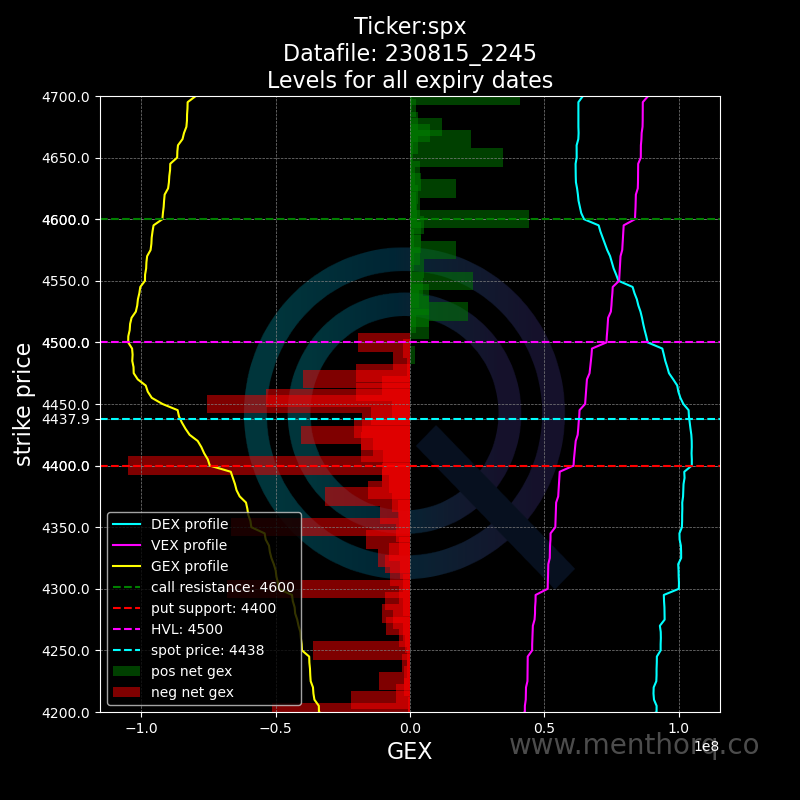 Ticker:spx
Datafile: 230815_2245
Levels for all expiry dates
4700.0
4650.0
4600.0
4550.0
4500.0
4450.0
4437.9
4400.0
4350.0
4300.0
4250.0
4200.0
strike price
DEX profile
VEX profile
GEX profile
call resistance: 4600
put support: 4400
HVL: 4500
spot price: 4438
pos net gex
neg net gex
−1.0 −0.5 0.0 0.5 1.0
1e8
GEX
www.menthorq.co